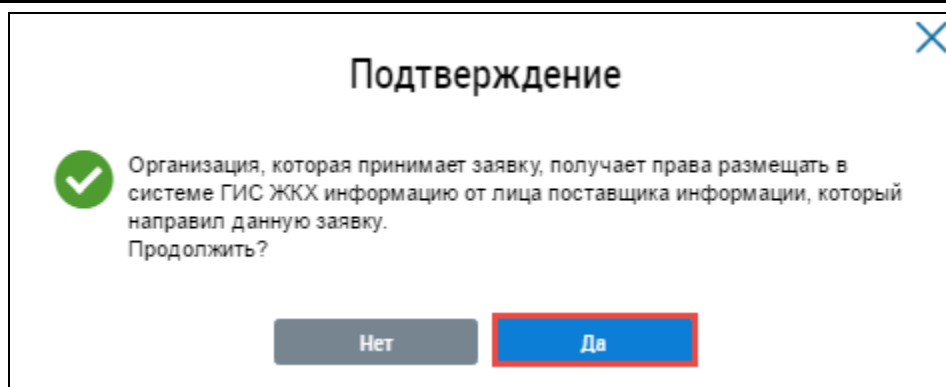 Подтверждение
Организация, которая принимает заявку, получает права размещать в
системе ГИС ЖКХ информацию от лица поставщика информации, который
направил данную заявку.
Продолжить?
Нет
Да